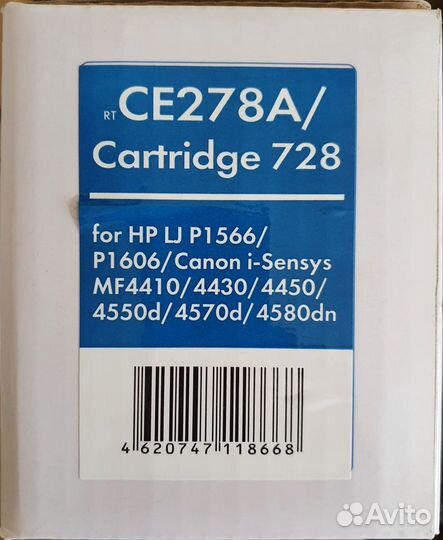 RT CE278A/
Cartridge 728
for HP LJ P1566/
P1606/Canon i-Sensys
MF4410/4430/4450/
4550d/4570d/4580dn
4 620747 118668
Avito